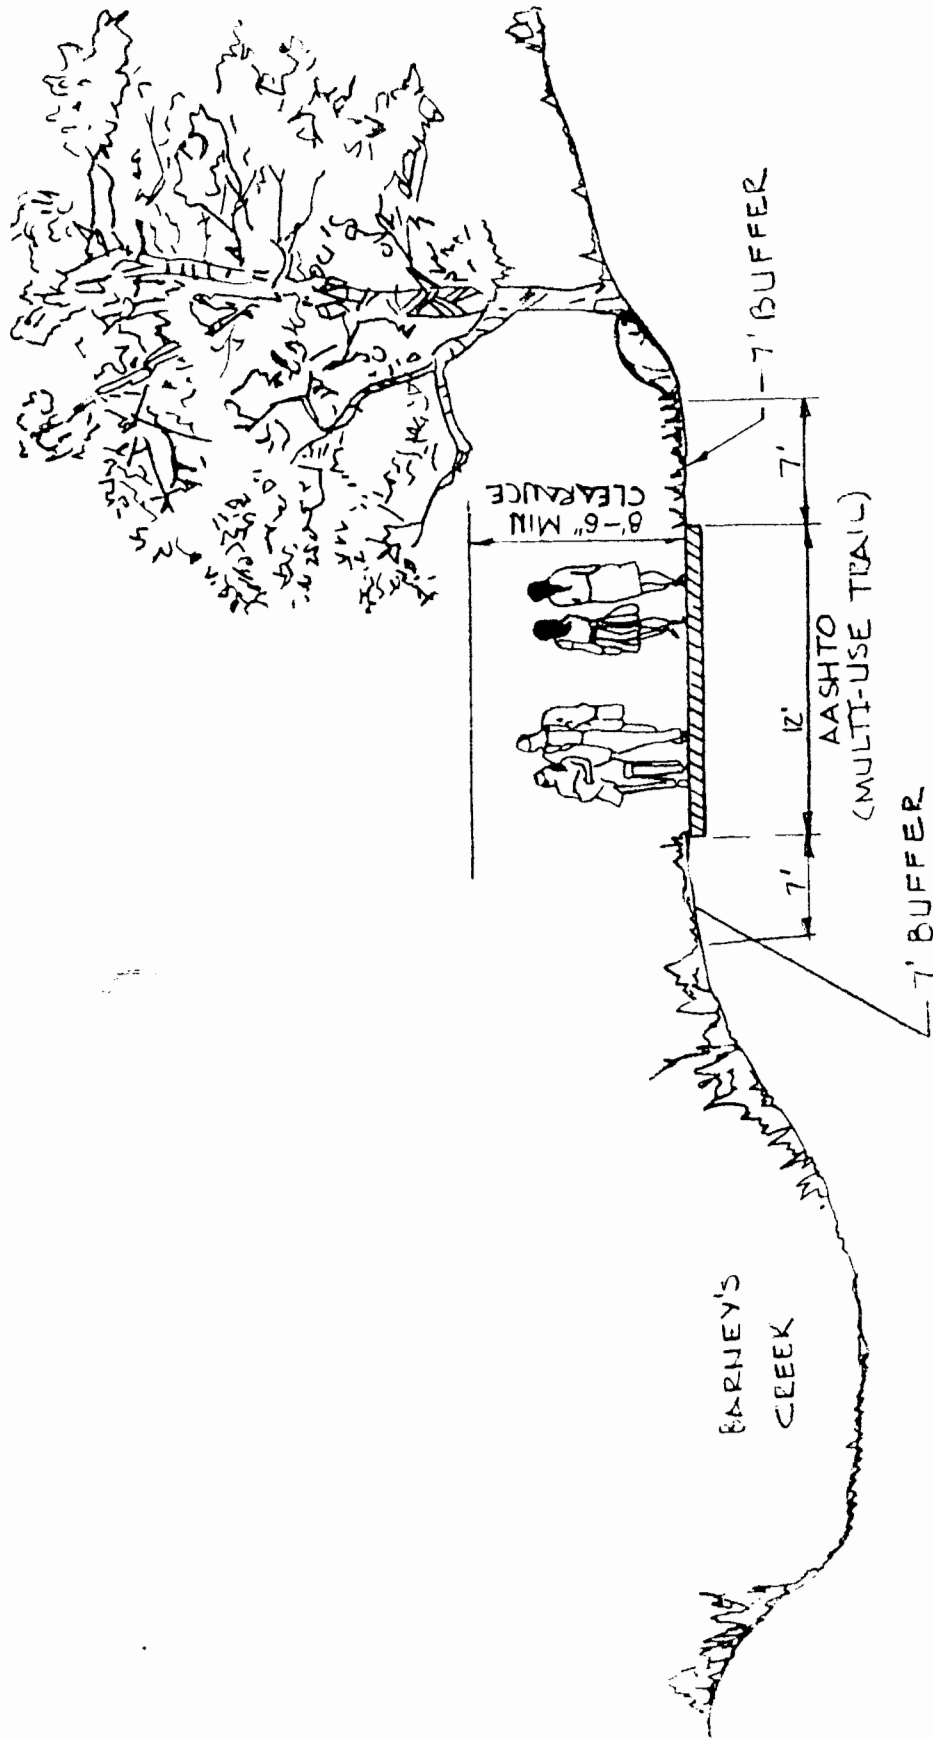 8'-6" MIN
CLEARANCE
7' BUFFER
7'
12'
7'
AASHTO
(MULTI-USE TRAIL)
7' BUFFER
BARNEY'S
CREEK